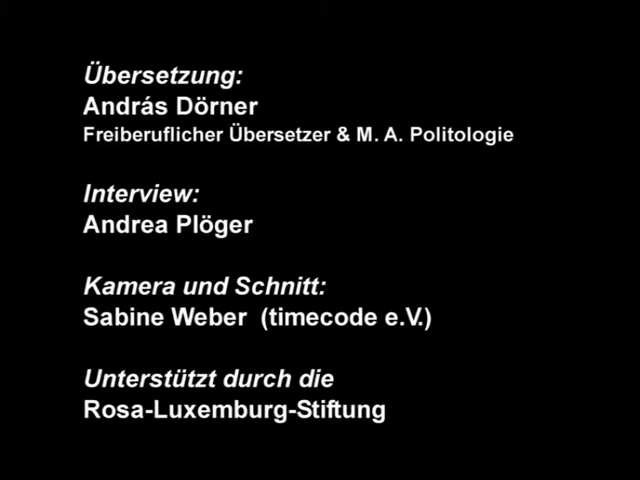 Übersetzung:
András Dörner
Freiberuflicher Übersetzer & M. A. Politologie
Interview:
Andrea Plöger
Kamera und Schnitt:
Sabine Weber (timecode e.V.)
Unterstützt durch die
Rosa-Luxemburg-Stiftung